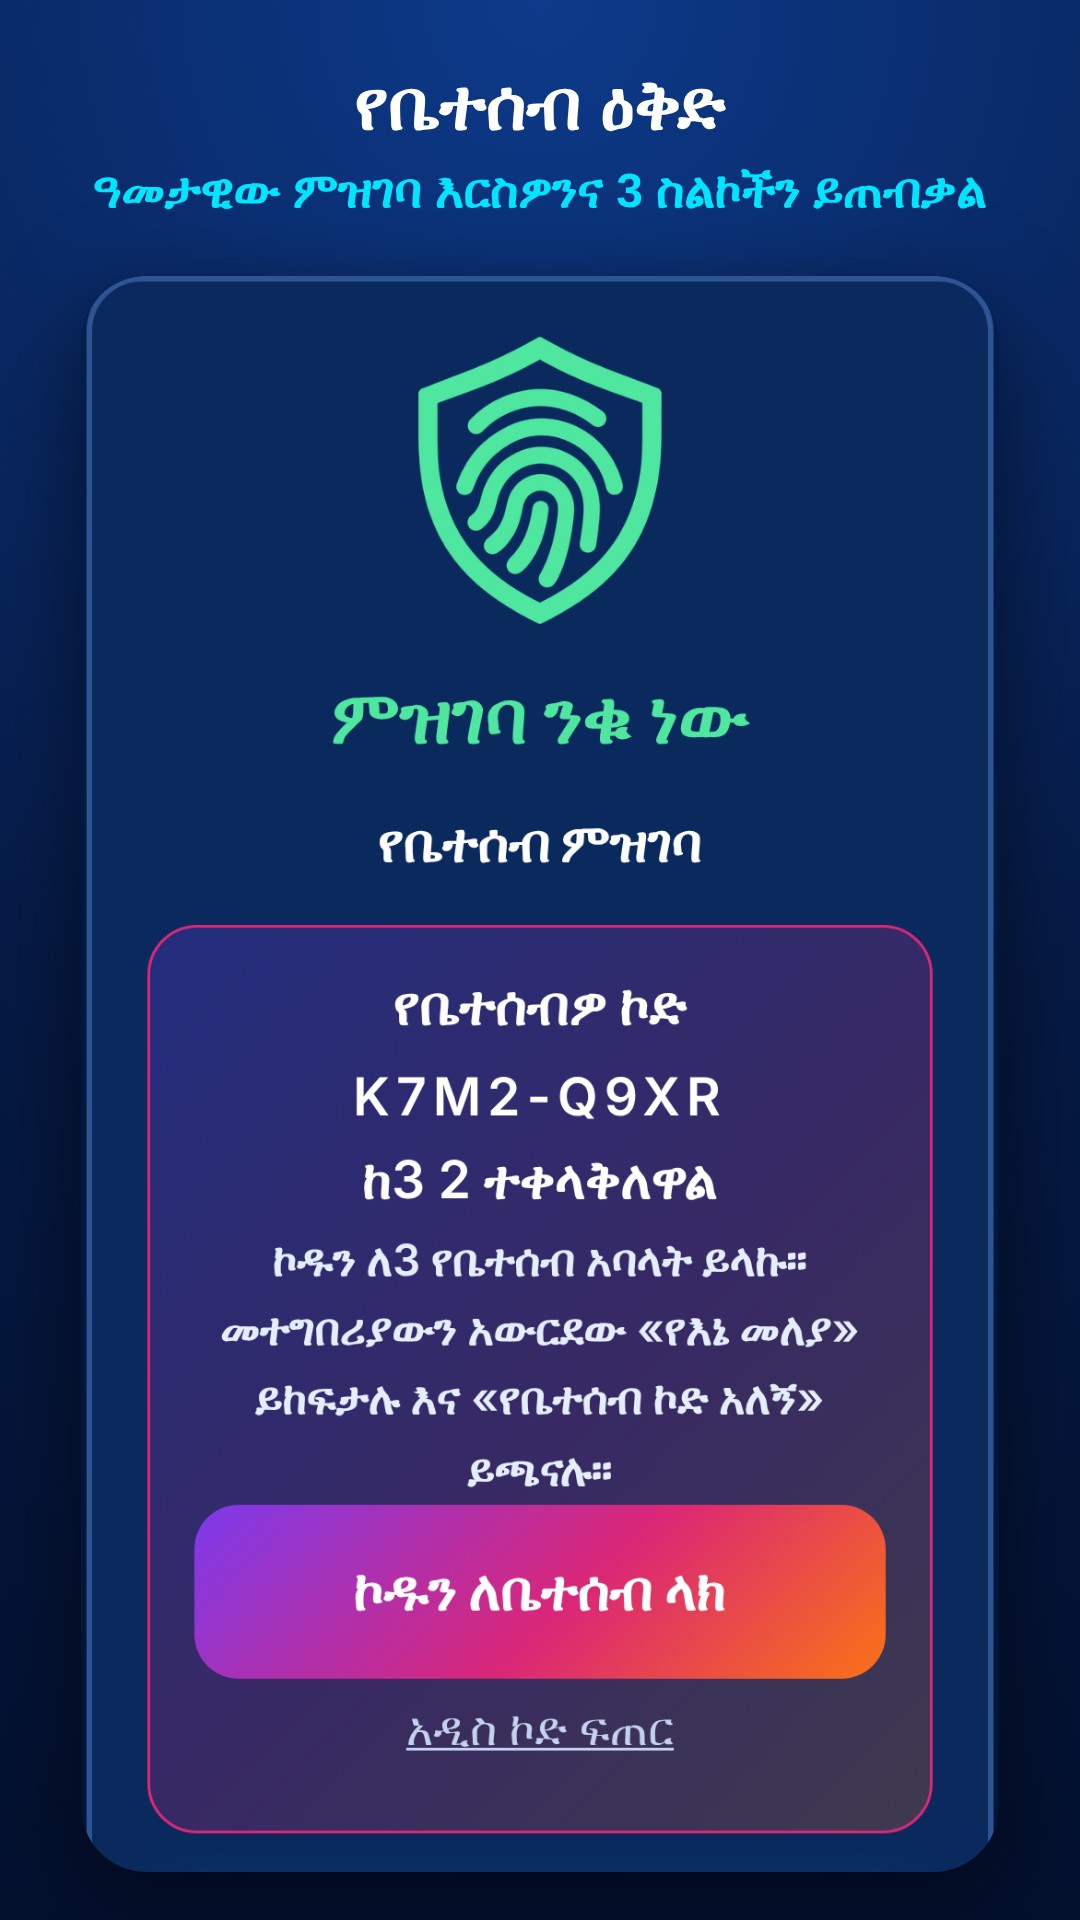 የቤተሰብ ዕቅድ
ዓመታዊው ምዝገባ እርስዎንና 3 ስልኮችን ይጠብቃል
ምዝገባ ንቁ ነው
የቤተሰብ ምዝገባ
የቤተሰብዎ ኮድ
K7M2-Q9XR
ከ3 2 ተቀላቅለዋል
ኮዱን ለ3 የቤተሰብ አባላት ይላኩ።
መተግበሪያውን አውርደው «የእኔ መለያ»
ይከፍታሉ እና «የቤተሰብ ኮድ አለኝ»
ይጫናሉ።
ኮዱን ለቤተሰብ ላክ
አዲስ ኮድ ፍጠር